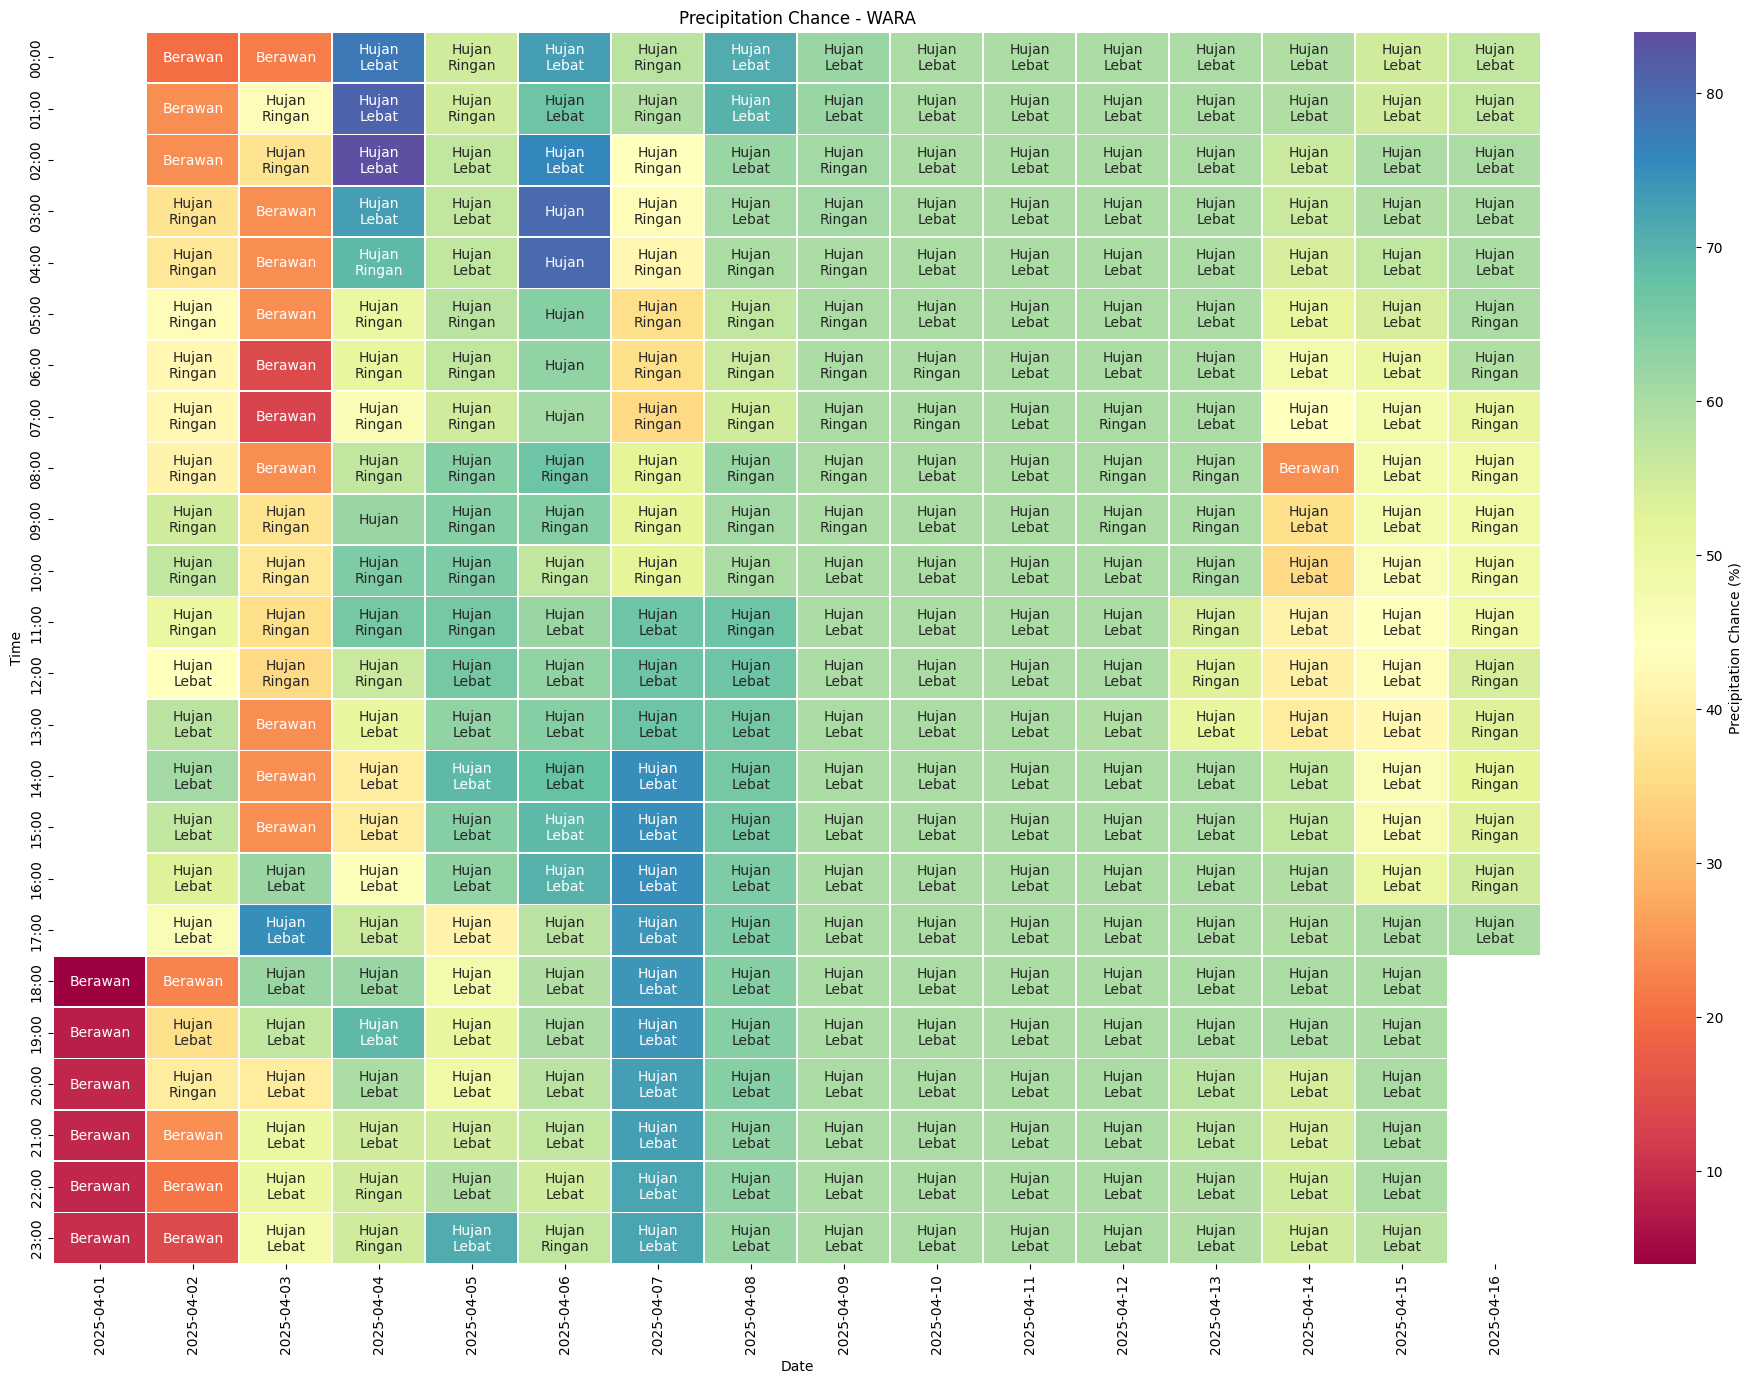 Precipitation Chance - WARA
00:00 Berawan Berawan Hujan Lebat Hujan Ringan Hujan Lebat Hujan Ringan Hujan Lebat Hujan Lebat Hujan Lebat Hujan Lebat Hujan Lebat Hujan Lebat Hujan Lebat Hujan Lebat Hujan Lebat
01:00 Berawan Hujan Ringan Hujan Lebat Hujan Ringan Hujan Lebat Hujan Ringan Hujan Lebat Hujan Lebat Hujan Lebat Hujan Lebat Hujan Lebat Hujan Lebat Hujan Lebat Hujan Lebat Hujan Lebat
02:00 Berawan Hujan Ringan Hujan Lebat Hujan Lebat Hujan Lebat Hujan Ringan Hujan Lebat Hujan Ringan Hujan Lebat Hujan Lebat Hujan Lebat Hujan Lebat Hujan Lebat Hujan Lebat Hujan Lebat
03:00 Hujan Ringan Berawan Hujan Lebat Hujan Lebat Hujan Hujan Ringan Hujan Lebat Hujan Ringan Hujan Lebat Hujan Lebat Hujan Lebat Hujan Lebat Hujan Lebat Hujan Lebat Hujan Lebat
04:00 Hujan Ringan Berawan Hujan Ringan Hujan Lebat Hujan Hujan Ringan Hujan Ringan Hujan Ringan Hujan Lebat Hujan Lebat Hujan Lebat Hujan Lebat Hujan Lebat Hujan Lebat Hujan Lebat
05:00 Hujan Ringan Berawan Hujan Ringan Hujan Ringan Hujan Hujan Ringan Hujan Ringan Hujan Ringan Hujan Lebat Hujan Lebat Hujan Lebat Hujan Lebat Hujan Lebat Hujan Lebat Hujan Ringan
06:00 Hujan Ringan Berawan Hujan Ringan Hujan Ringan Hujan Hujan Ringan Hujan Ringan Hujan Ringan Hujan Ringan Hujan Lebat Hujan Lebat Hujan Lebat Hujan Lebat Hujan Lebat Hujan Ringan
07:00 Hujan Ringan Berawan Hujan Ringan Hujan Ringan Hujan Hujan Ringan Hujan Ringan Hujan Ringan Hujan Ringan Hujan Lebat Hujan Ringan Hujan Lebat Hujan Lebat Hujan Lebat Hujan Ringan
08:00 Hujan Ringan Berawan Hujan Ringan Hujan Ringan Hujan Ringan Hujan Ringan Hujan Ringan Hujan Ringan Hujan Lebat Hujan Lebat Hujan Ringan Hujan Ringan Berawan Hujan Lebat Hujan Ringan
09:00 Hujan Ringan Hujan Ringan Hujan Hujan Ringan Hujan Ringan Hujan Ringan Hujan Ringan Hujan Ringan Hujan Lebat Hujan Lebat Hujan Ringan Hujan Ringan Hujan Lebat Hujan Lebat Hujan Ringan
10:00 Hujan Ringan Hujan Ringan Hujan Ringan Hujan Ringan Hujan Ringan Hujan Ringan Hujan Ringan Hujan Lebat Hujan Lebat Hujan Lebat Hujan Lebat Hujan Ringan Hujan Lebat Hujan Lebat Hujan Ringan
11:00 Hujan Ringan Hujan Ringan Hujan Ringan Hujan Ringan Hujan Lebat Hujan Lebat Hujan Ringan Hujan Lebat Hujan Lebat Hujan Lebat Hujan Lebat Hujan Ringan Hujan Lebat Hujan Lebat Hujan Ringan
12:00 Hujan Lebat Hujan Ringan Hujan Ringan Hujan Lebat Hujan Lebat Hujan Lebat Hujan Lebat Hujan Lebat Hujan Lebat Hujan Lebat Hujan Lebat Hujan Ringan Hujan Lebat Hujan Lebat Hujan Ringan
13:00 Hujan Lebat Berawan Hujan Lebat Hujan Lebat Hujan Lebat Hujan Lebat Hujan Lebat Hujan Lebat Hujan Lebat Hujan Lebat Hujan Lebat Hujan Lebat Hujan Lebat Hujan Lebat Hujan Ringan
14:00 Hujan Lebat Berawan Hujan Lebat Hujan Lebat Hujan Lebat Hujan Lebat Hujan Lebat Hujan Lebat Hujan Lebat Hujan Lebat Hujan Lebat Hujan Lebat Hujan Lebat Hujan Lebat Hujan Ringan
15:00 Hujan Lebat Berawan Hujan Lebat Hujan Lebat Hujan Lebat Hujan Lebat Hujan Lebat Hujan Lebat Hujan Lebat Hujan Lebat Hujan Lebat Hujan Lebat Hujan Lebat Hujan Lebat Hujan Ringan
16:00 Hujan Lebat Hujan Lebat Hujan Lebat Hujan Lebat Hujan Lebat Hujan Lebat Hujan Lebat Hujan Lebat Hujan Lebat Hujan Lebat Hujan Lebat Hujan Lebat Hujan Lebat Hujan Lebat Hujan Ringan
17:00 Hujan Lebat Hujan Lebat Hujan Lebat Hujan Lebat Hujan Lebat Hujan Lebat Hujan Lebat Hujan Lebat Hujan Lebat Hujan Lebat Hujan Lebat Hujan Lebat Hujan Lebat Hujan Lebat Hujan Lebat
18:00 Berawan Berawan Hujan Lebat Hujan Lebat Hujan Lebat Hujan Lebat Hujan Lebat Hujan Lebat Hujan Lebat Hujan Lebat Hujan Lebat Hujan Lebat Hujan Lebat Hujan Lebat Hujan Lebat
19:00 Berawan Hujan Lebat Hujan Lebat Hujan Lebat Hujan Lebat Hujan Lebat Hujan Lebat Hujan Lebat Hujan Lebat Hujan Lebat Hujan Lebat Hujan Lebat Hujan Lebat Hujan Lebat Hujan Lebat
20:00 Berawan Hujan Ringan Hujan Lebat Hujan Lebat Hujan Lebat Hujan Lebat Hujan Lebat Hujan Lebat Hujan Lebat Hujan Lebat Hujan Lebat Hujan Lebat Hujan Lebat Hujan Lebat Hujan Lebat
21:00 Berawan Berawan Hujan Lebat Hujan Lebat Hujan Lebat Hujan Lebat Hujan Lebat Hujan Lebat Hujan Lebat Hujan Lebat Hujan Lebat Hujan Lebat Hujan Lebat Hujan Lebat Hujan Lebat
22:00 Berawan Berawan Hujan Lebat Hujan Ringan Hujan Lebat Hujan Lebat Hujan Lebat Hujan Lebat Hujan Lebat Hujan Lebat Hujan Lebat Hujan Lebat Hujan Lebat Hujan Lebat Hujan Lebat
23:00 Berawan Berawan Hujan Lebat Hujan Ringan Hujan Lebat Hujan Ringan Hujan Lebat Hujan Lebat Hujan Lebat Hujan Lebat Hujan Lebat Hujan Lebat Hujan Lebat Hujan Lebat Hujan Lebat
Time
2025-04-01 2025-04-02 2025-04-03 2025-04-04 2025-04-05 2025-04-06 2025-04-07 2025-04-08 2025-04-09 2025-04-10 2025-04-11 2025-04-12 2025-04-13 2025-04-14 2025-04-15 2025-04-16
Date
80
70
60
50
40
30
20
10
Precipitation Chance (%)